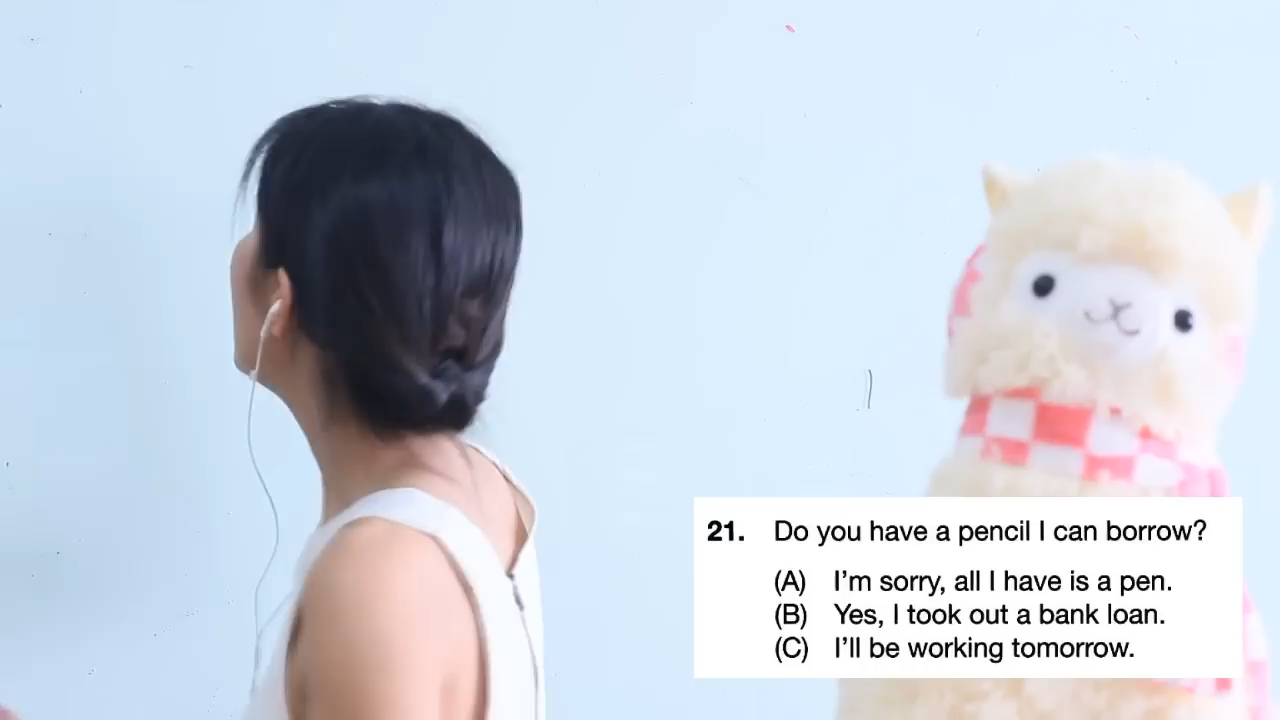 21. Do you have a pencil I can borrow?
(A) I'm sorry, all I have is a pen.
(B) Yes, I took out a bank loan.
(C) I'll be working tomorrow.